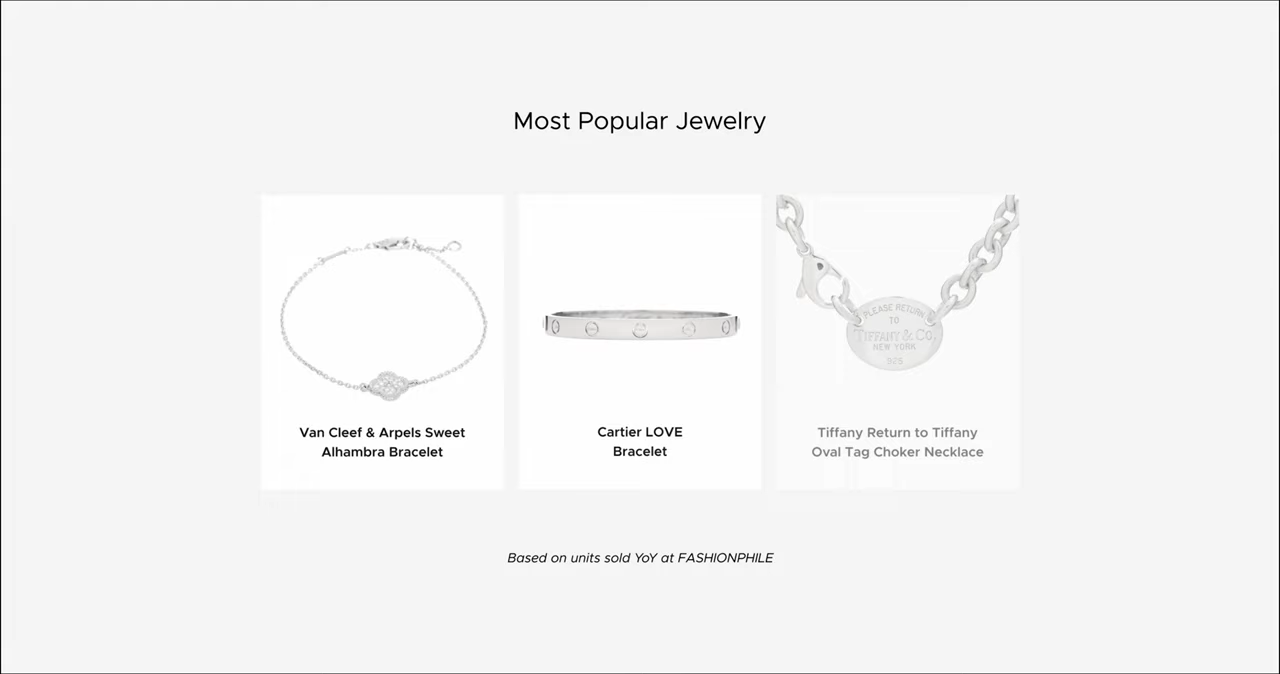 Most Popular Jewelry
PLEASE RETURN
TO
TIFFANY & CO.
NEW YORK
925
Van Cleef & Arpels Sweet
Alhambra Bracelet
Cartier LOVE
Bracelet
Tiffany Return to Tiffany
Oval Tag Choker Necklace
Based on units sold YoY at FASHIONPHILE